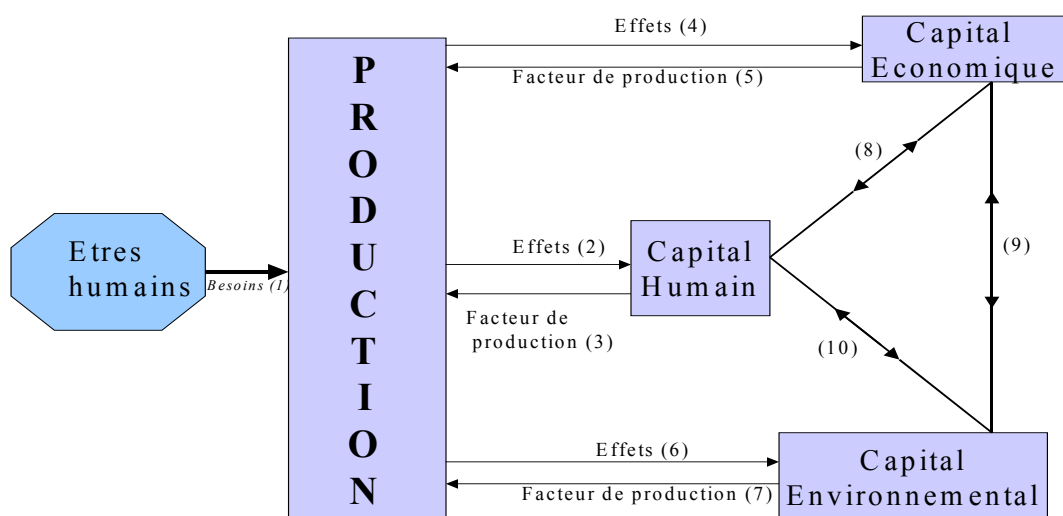 Effets (4)
Capital
Economique
Facteur de production (5)
PRODUCTION
(8)
Etres
humains
Besoins (1)
Effets (2)
Capital
Humain
(9)
Facteur de
production (3)
(10)
Effets (6)
Capital
Environnemental
Facteur de production (7)